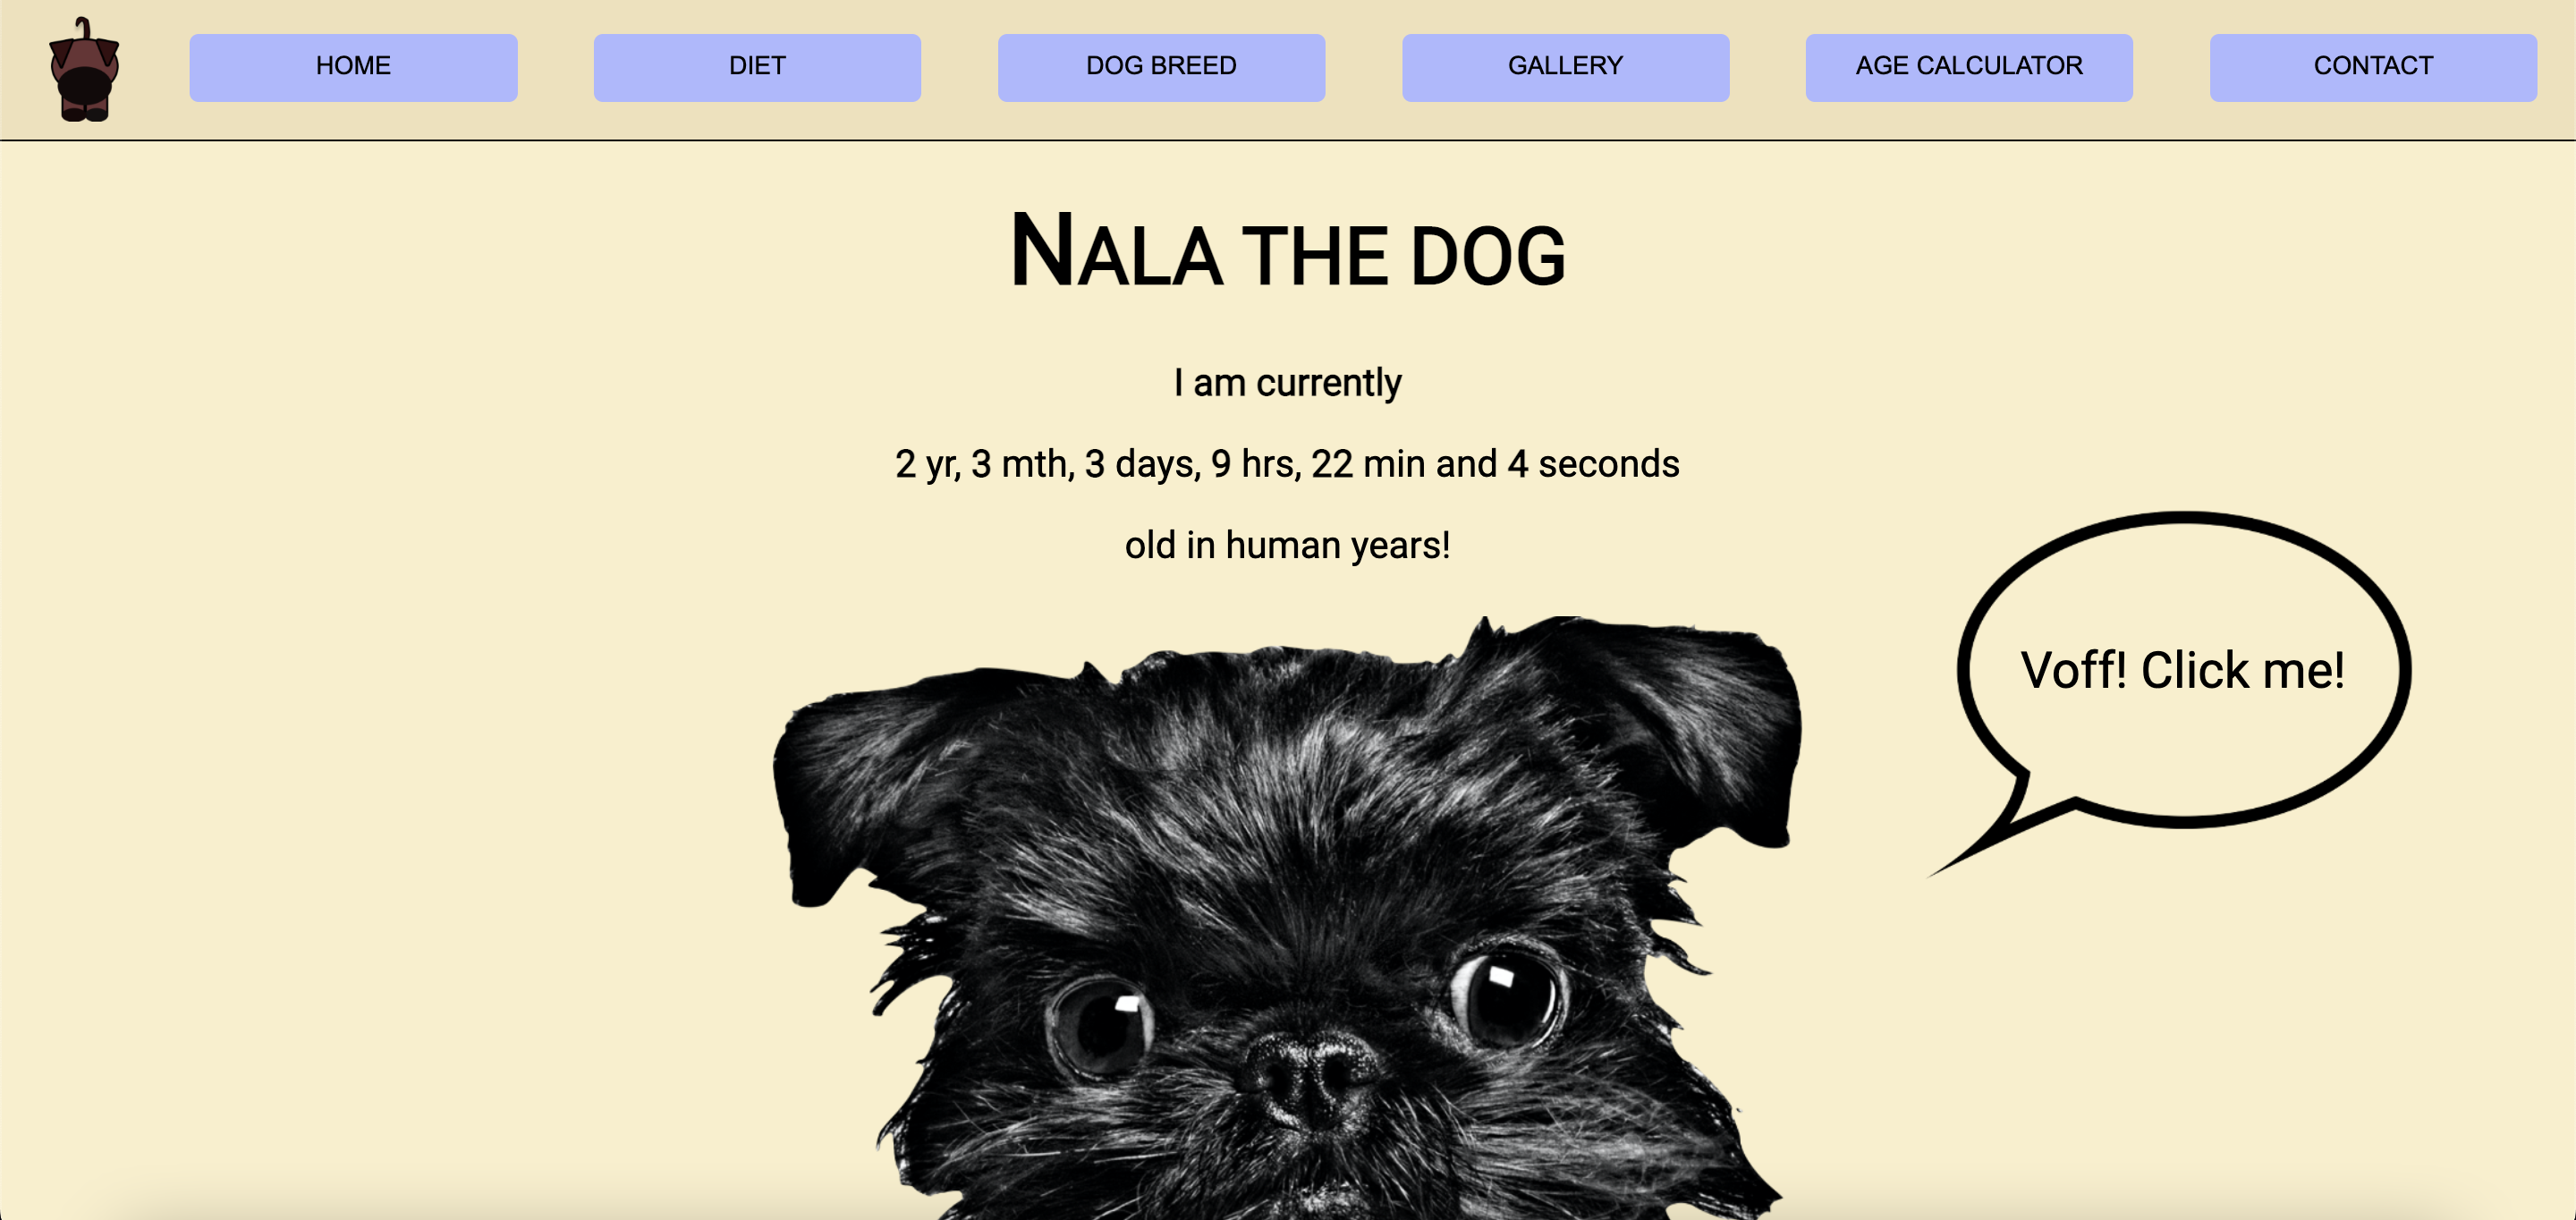 HOME
DIET
DOG BREED
GALLERY
AGE CALCULATOR
CONTACT
NALA THE DOG
I am currently
2 yr, 3 mth, 3 days, 9 hrs, 22 min and 4 seconds
old in human years!
Voff! Click me!